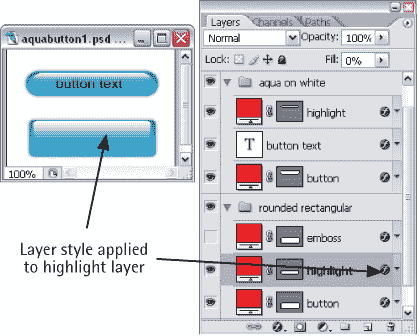 aquabutton1.psd ...
button text
100%
Layer style applied
to highlight layer
Layers Channels Paths
Normal Opacity: 100%
Lock: Fill: 0%
aqua on white
highlight
T button text
button
rounded rectangular
emboss
highlight
button